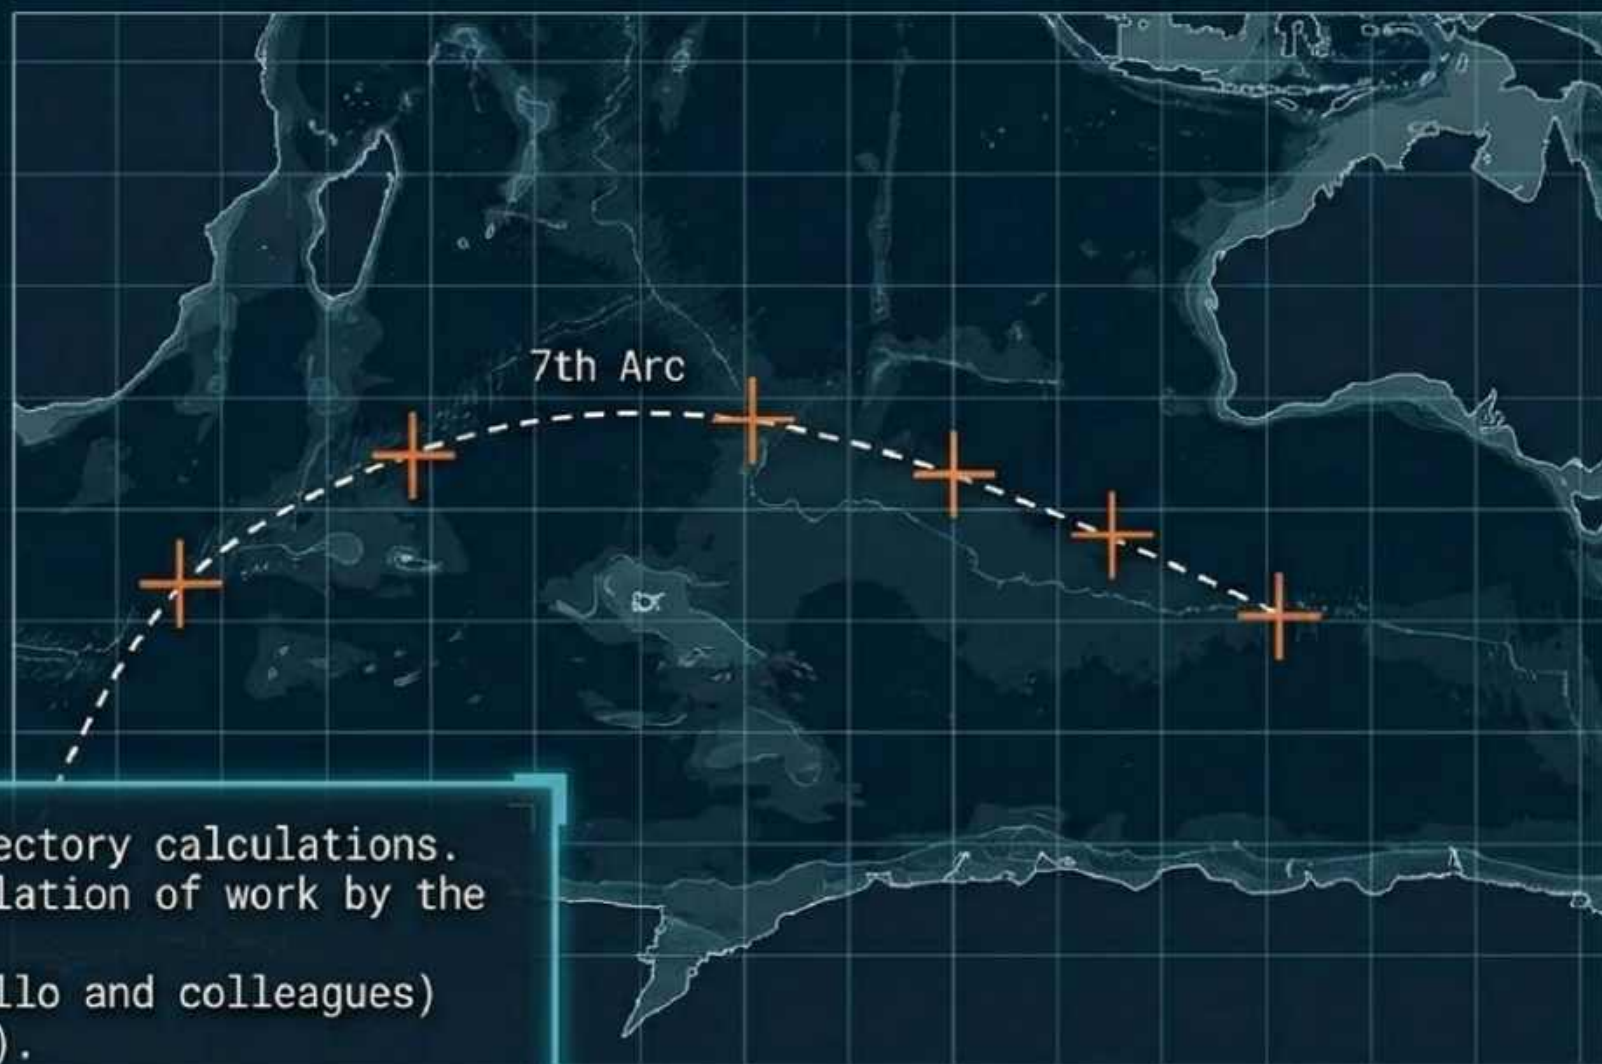 7th Arc
ectory calculations.
lation of work by the
llo and colleagues)
).